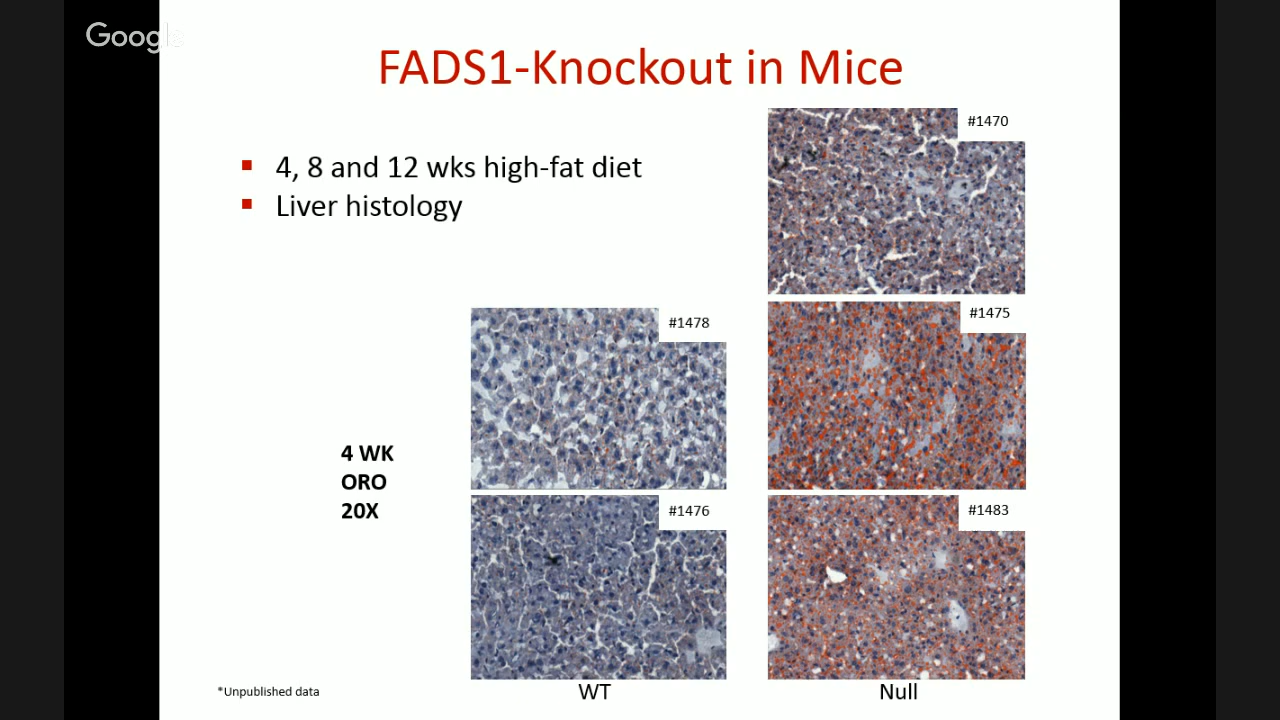 Google
FADS1-Knockout in Mice
▪ 4, 8 and 12 wks high-fat diet
▪ Liver histology
#1470
#1475
#1478
4 WK
ORO
20X
#1476
#1483
*Unpublished data
WT
Null